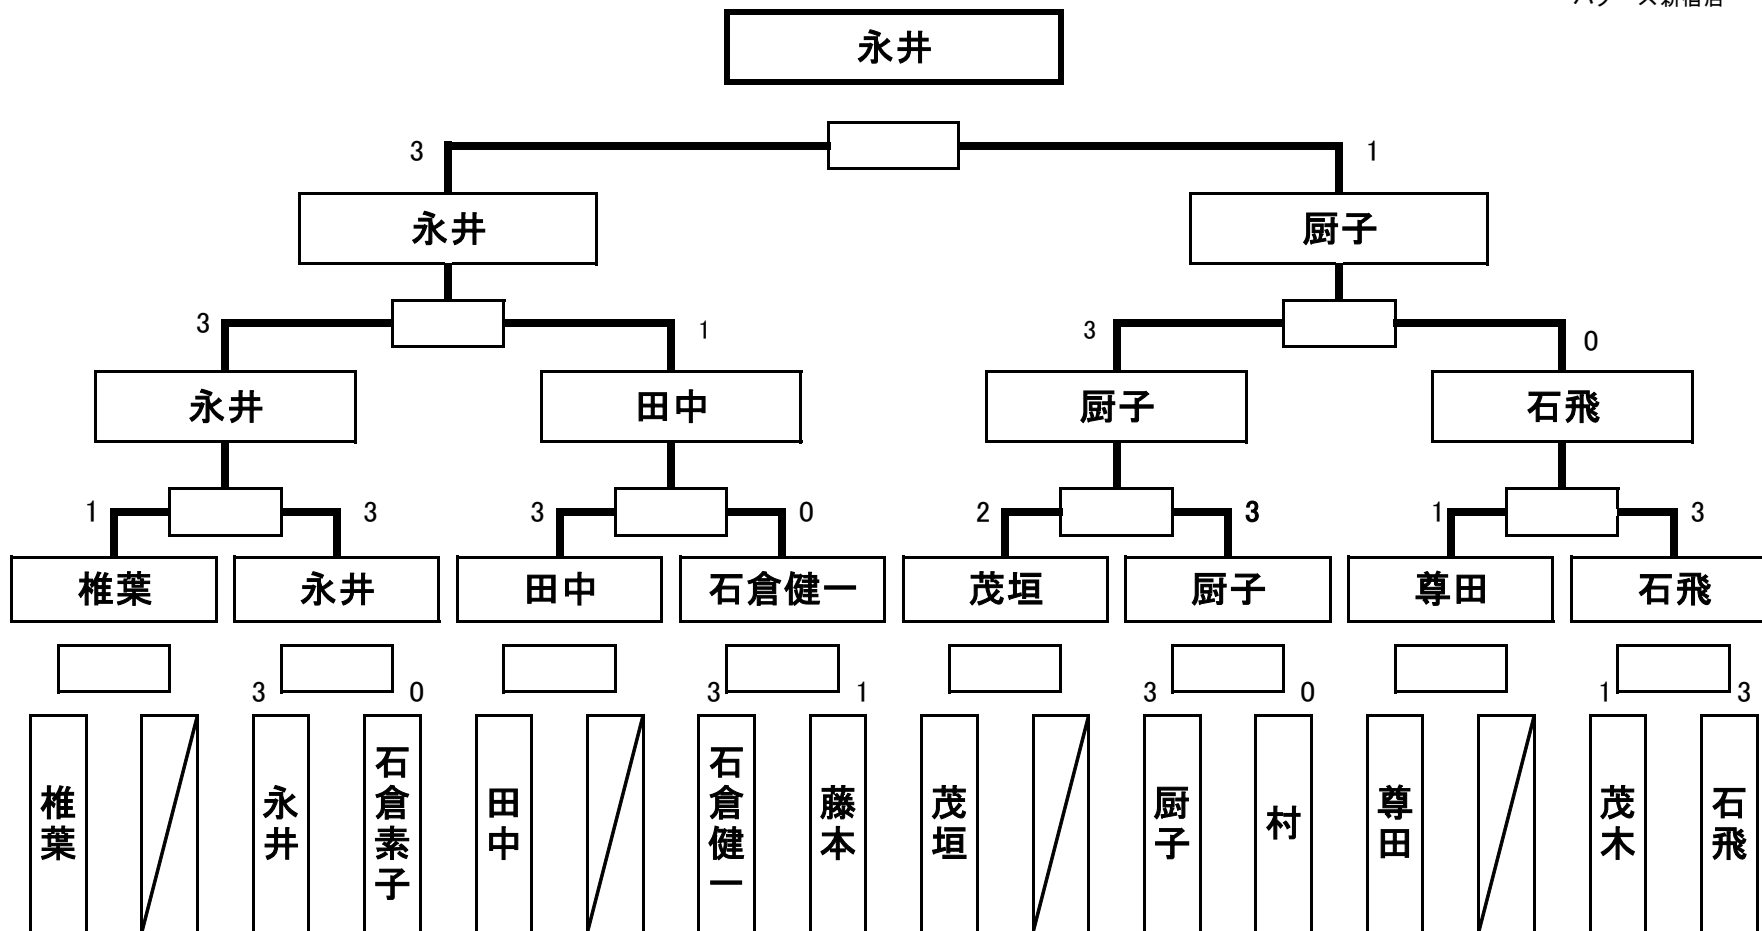 永井
3
1
永井
厨子
3
1
3
0
永井
田中
厨子
石飛
1
3
3
0
2
3
1
3
椎葉
永井
田中
石倉健一
茂垣
厨子
尊田
石飛
3
0
3
1
3
0
1
3
椎葉
永井
石倉素子
田中
石倉健一
藤本
茂垣
厨子
村
尊田
茂木
石飛